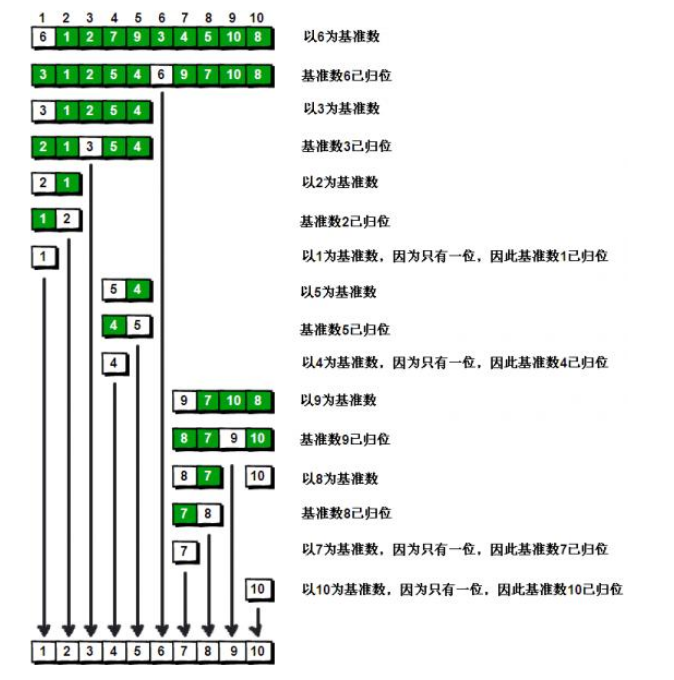 1 2 3 4 5 6 7 8 9 10
6 1 2 7 9 3 4 5 10 8 以6为基准数
3 1 2 5 4 6 9 7 10 8 基准数6己归位
3 1 2 5 4 以3为基准数
2 1 3 5 4 基准数3己归位
2 1 以2为基准数
1 2 基准数2己归位
1 以1为基准数，因为只有一位，因此基准数1己归位
5 4 以5为基准数
4 5 基准数5己归位
4 以4为基准数，因为只有一位，因此基准数4己归位
9 7 10 8 以9为基准数
8 7 9 10 基准数9己归位
8 7 10 以8为基准数
7 8 基准数8己归位
7 以7为基准数，因为只有一位，因此基准数7己归位
10 以10为基准数，因为只有一位，因此基准数10己归位
1 2 3 4 5 6 7 8 9 10